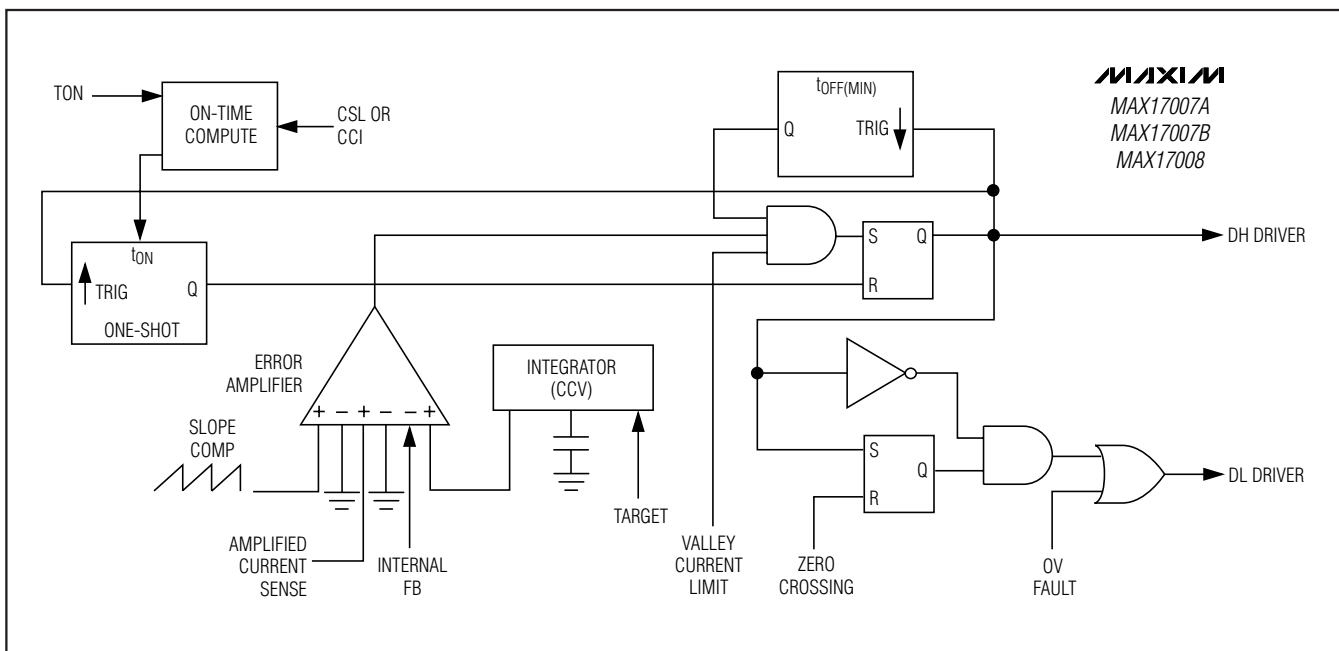 TON
ON-TIME
COMPUTE
CSL OR
CCI
tOFF(MIN)
Q
TRIG
MAXIM
MAX17007A
MAX17007B
MAX17008
tON
TRIG
Q
ONE-SHOT
S
Q
R
DH DRIVER
ERROR
AMPLIFIER
+ – + – – +
INTEGRATOR
(CCV)
SLOPE
COMP
AMPLIFIED
CURRENT
SENSE
INTERNAL
FB
TARGET
VALLEY
CURRENT
LIMIT
S
Q
R
ZERO
CROSSING
OV
FAULT
DL DRIVER